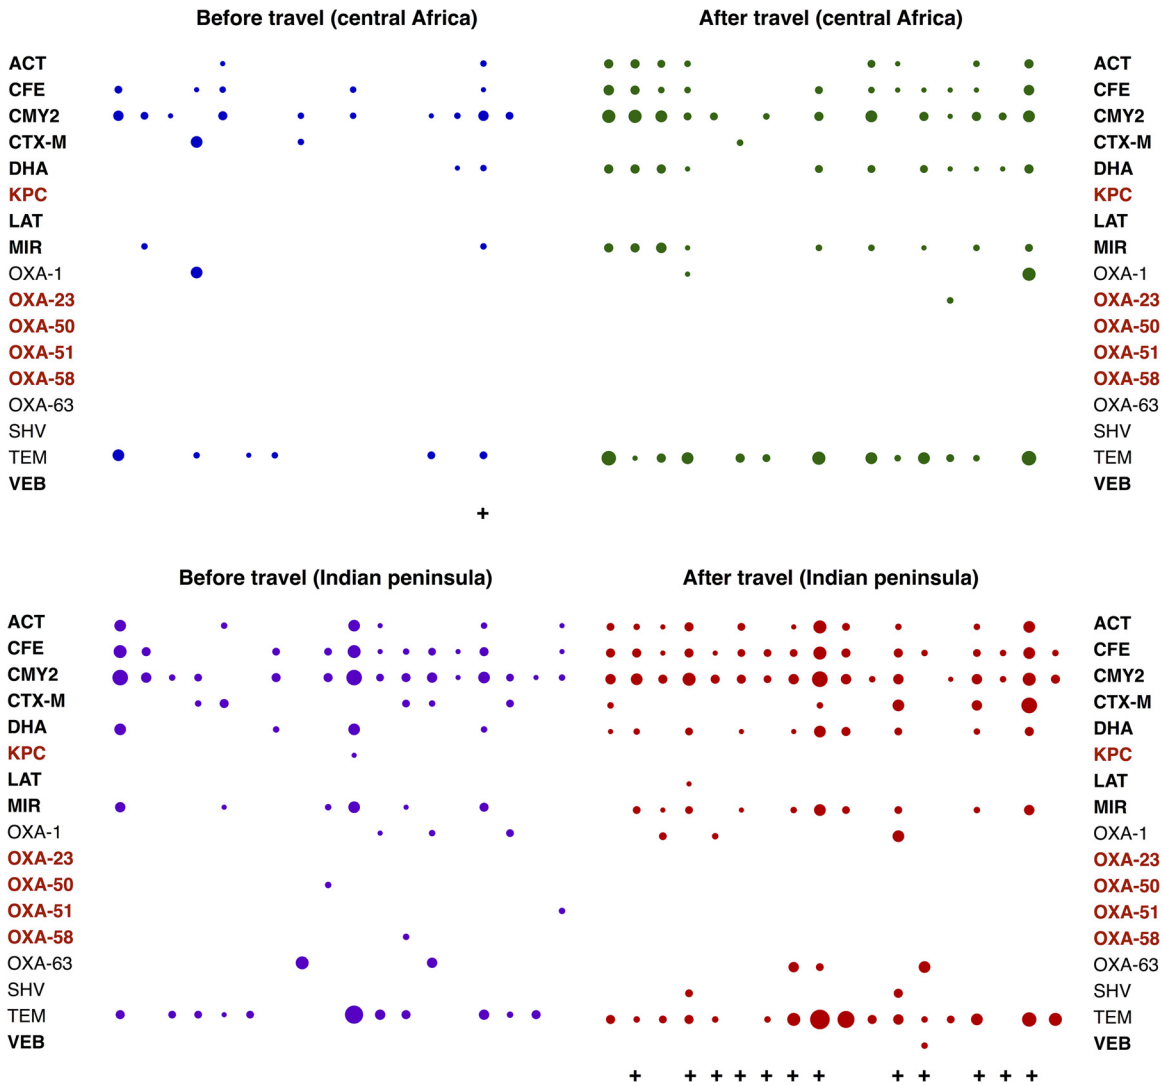 Before travel (central Africa) After travel (central Africa)
ACT ACT
CFE CFE
CMY2 CMY2
CTX-M CTX-M
DHA DHA
KPC KPC
LAT LAT
MIR MIR
OXA-1 OXA-1
OXA-23 OXA-23
OXA-50 OXA-50
OXA-51 OXA-51
OXA-58 OXA-58
OXA-63 OXA-63
SHV SHV
TEM TEM
VEB VEB
+
Before travel (Indian peninsula) After travel (Indian peninsula)
ACT ACT
CFE CFE
CMY2 CMY2
CTX-M CTX-M
DHA DHA
KPC KPC
LAT LAT
MIR MIR
OXA-1 OXA-1
OXA-23 OXA-23
OXA-50 OXA-50
OXA-51 OXA-51
OXA-58 OXA-58
OXA-63 OXA-63
SHV SHV
TEM TEM
VEB VEB
+ + + + + + + + + + + +